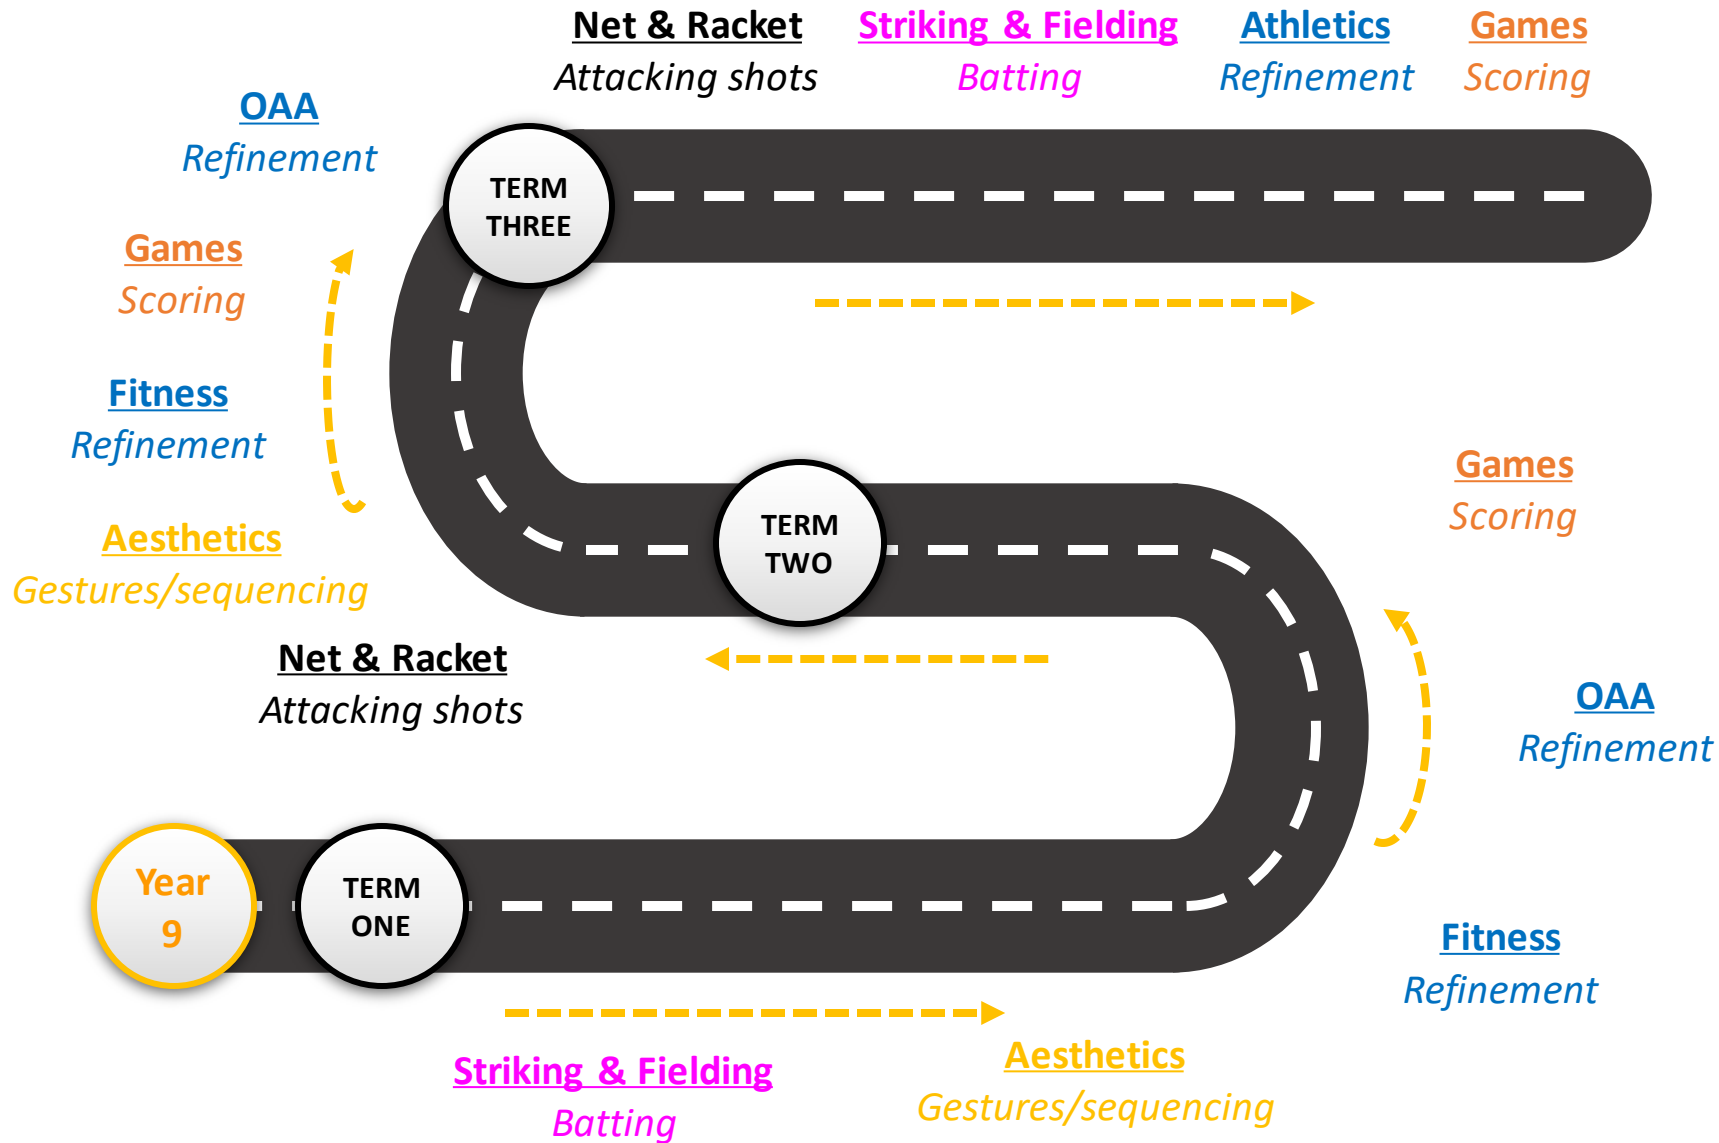 Net & Racket
Attacking shots
Striking & Fielding
Batting
Athletics
Refinement
Games
Scoring
OAA
Refinement
TERM
THREE
Games
Scoring
Fitness
Refinement
Aesthetics
Gestures/sequencing
TERM
TWO
Games
Scoring
Net & Racket
Attacking shots
OAA
Refinement
Year
9
TERM
ONE
Fitness
Refinement
Striking & Fielding
Batting
Aesthetics
Gestures/sequencing